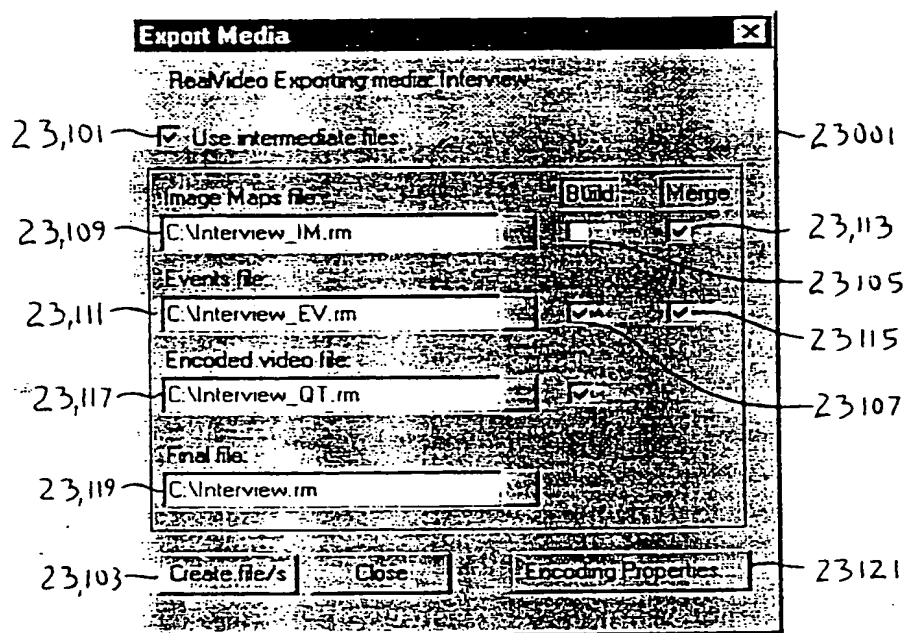 Export Media
RealVideo Exporting media: Interview
23,101 Use intermediate files 23001
Image Maps file: Build Merge
23,109 C:\Interview_IM.rm 23,113
23105
Events file:
23,111 C:\Interview_EV.rm 23115
Encoded video file:
23,117 C:\Interview_QT.rm 23107
Final file:
23,119 C:\Interview.rm
23,103 Create file/s Close Encoding Properties 23121